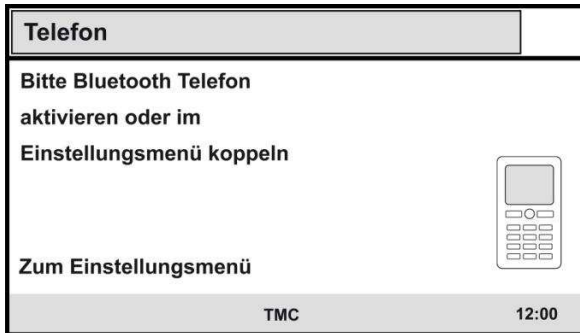 Telefon
Bitte Bluetooth Telefon
aktivieren oder im
Einstellungsmenü koppeln
Zum Einstellungsmenü
TMC 12:00